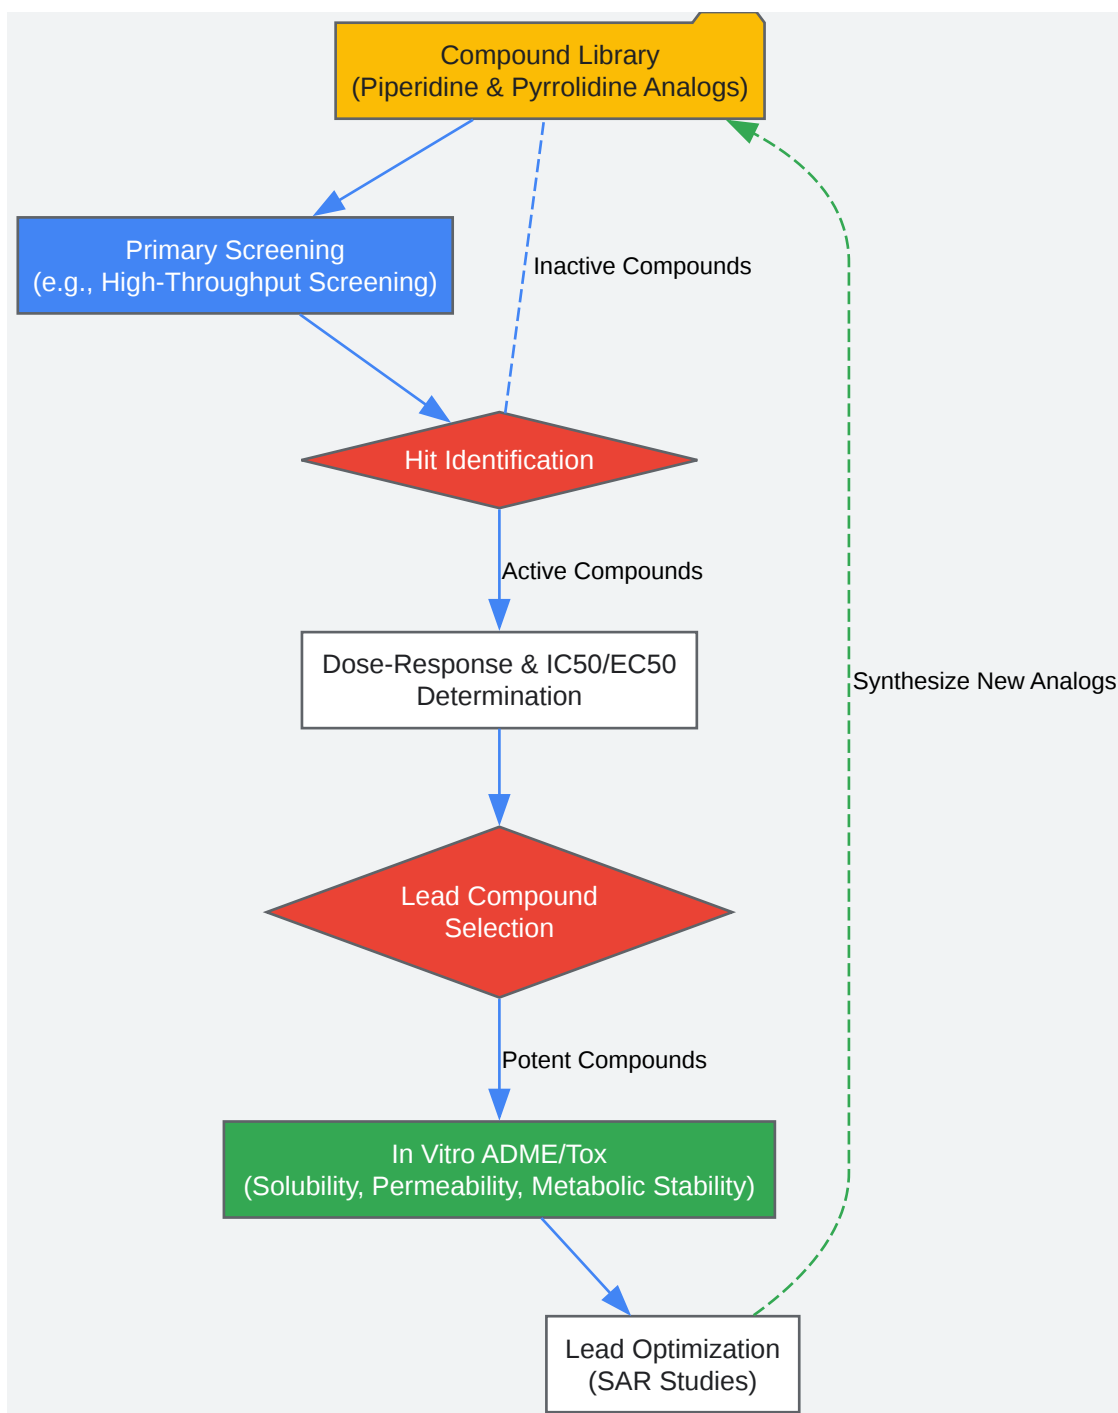 Compound Library
(Piperidine & Pyrrolidine Analogs)
Primary Screening
(e.g., High-Throughput Screening)
Inactive Compounds
Hit Identification
Active Compounds
Dose-Response & IC50/EC50
Determination
Synthesize New Analogs
Lead Compound
Selection
Potent Compounds
In Vitro ADME/Tox
(Solubility, Permeability, Metabolic Stability)
Lead Optimization
(SAR Studies)